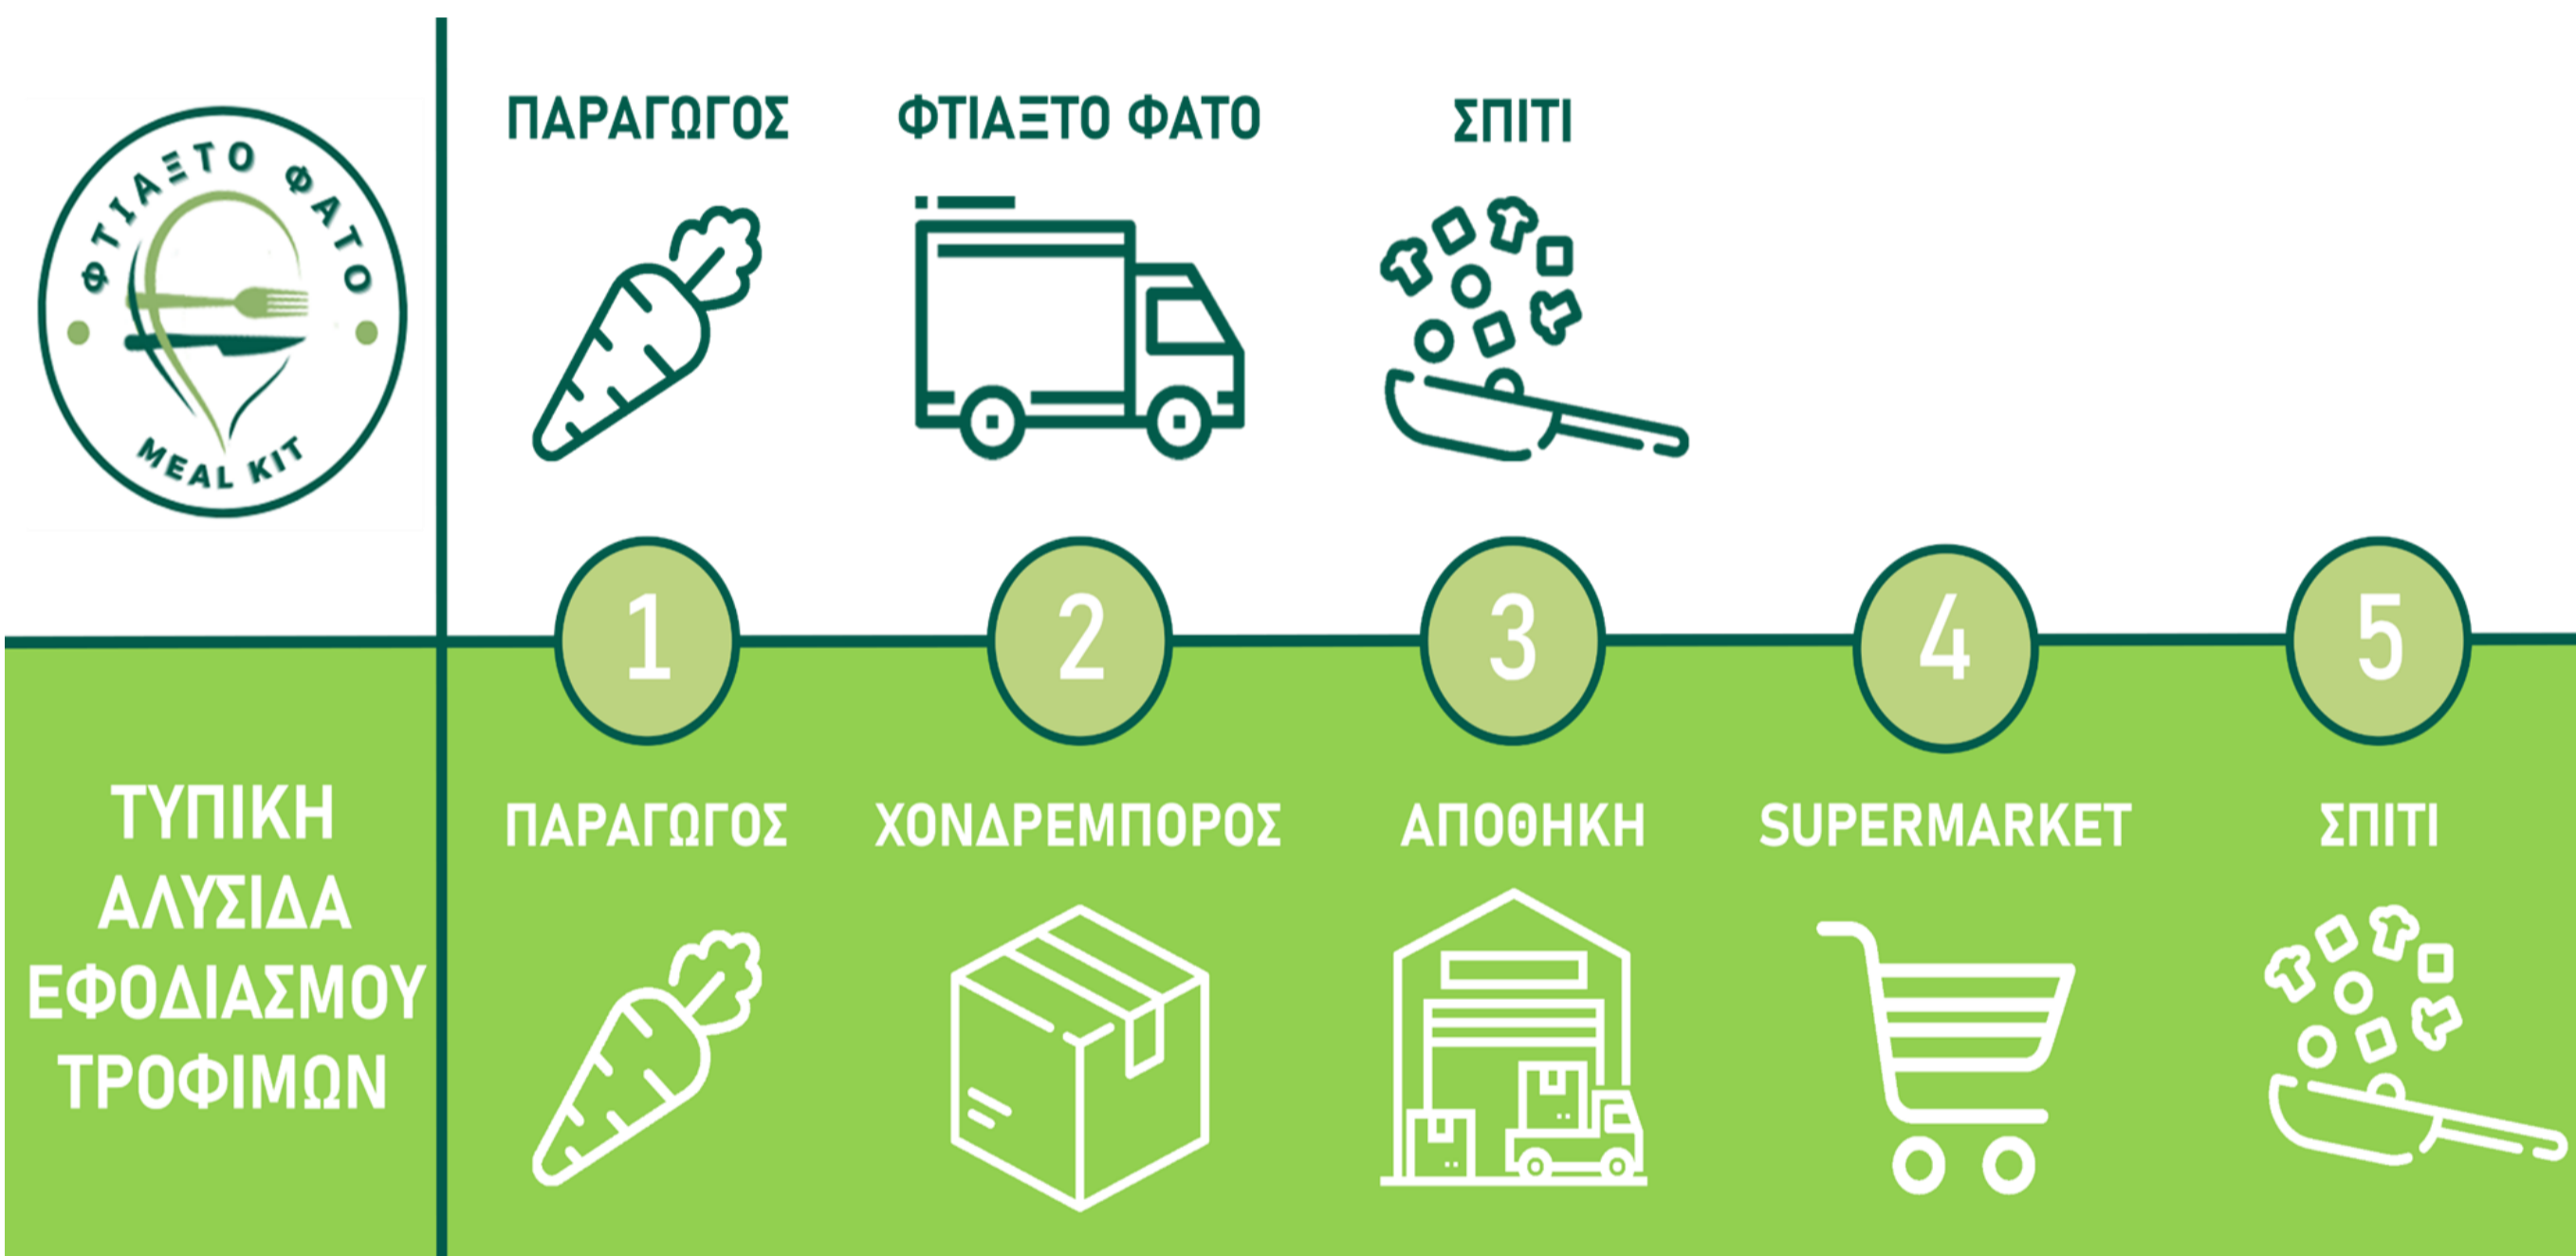 ΦΤΙΑΞΤΟ ΦΑΤΟ
MEAL KIT
ΠΑΡΑΓΩΓΟΣ
ΦΤΙΑΞΤΟ ΦΑΤΟ
ΣΠΙΤΙ
1
2
3
4
5
ΤΥΠΙΚΗ
ΑΛΥΣΙΔΑ
ΕΦΟΔΙΑΣΜΟΥ
ΤΡΟΦΙΜΩΝ
ΠΑΡΑΓΩΓΟΣ
ΧΟΝΔΡΕΜΠΟΡΟΣ
ΑΠΟΘΗΚΗ
SUPERMARKET
ΣΠΙΤΙ